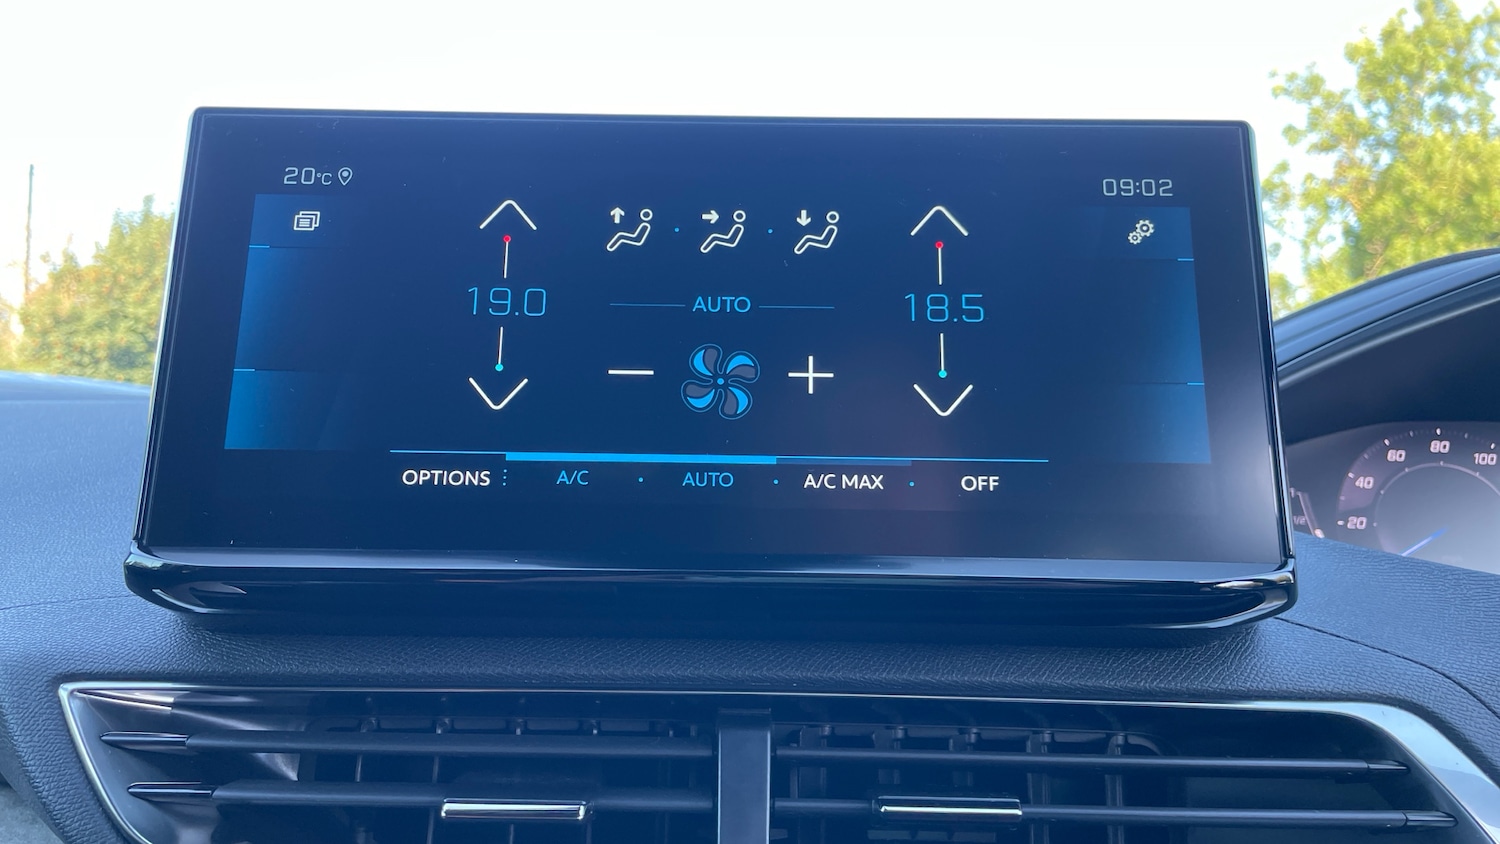 20°C 09:02
19.0 AUTO 18.5
OPTIONS A/C AUTO A/C MAX OFF
20 40 60 80 100